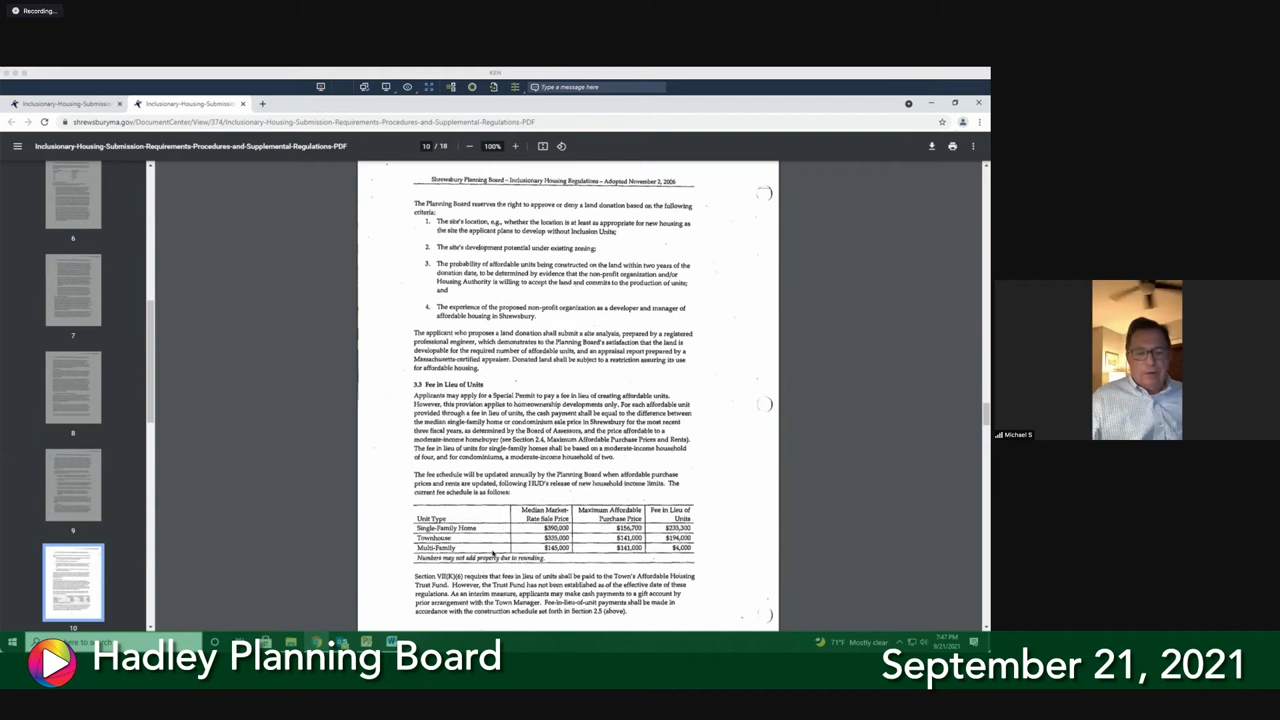 Recording...
KEN
Type a message here
Inclusionary-Housing-Submissio
Inclusionary-Housing-Submissio
shrewsburyma.gov/DocumentCenter/View/374/Inclusionary-Housing-Submission-Requirements-Procedures-and-Supplemental-Regulations-PDF
Inclusionary-Housing-Submission-Requirements-Procedures-and-Supplemental-Regulations-PDF
10 / 18
100%
6
7
8
9
10
Shrewsbury Planning Board – Inclusionary Housing Regulations – Adopted November 2, 2006
The Planning Board reserves the right to approve or deny a land donation based on the following
criteria:
1. The site's location, e.g., whether the location is at least as appropriate for new housing as
the site the applicant plans to develop without Inclusion Units;
2. The site's development potential under existing zoning;
3. The probability of affordable units being constructed on the land within two years of the
donation date, to be determined by evidence that the non-profit organization and/or
Housing Authority is willing to accept the land and commit to the production of units;
and
4. The experience of the proposed non-profit organization as a developer and manager of
affordable housing in Shrewsbury.
The applicant who proposes a land donation shall submit a site analysis, prepared by a registered
professional engineer, which demonstrates to the Planning Board's satisfaction that the land is
developable for the required number of affordable units, and an appraisal report prepared by a
Massachusetts-certified appraiser. Donated land shall be subject to a restriction assuring its use
for affordable housing.
3.3 Fee in Lieu of Units
Applicants may apply for a Special Permit to pay a fee in lieu of creating affordable units.
However, this provision applies to homeownership developments only. For each affordable unit
provided through a fee in lieu of units, the cash payment shall be equal to the difference between
the median single-family home or condominium sale price in Shrewsbury for the most recent
three fiscal years, as determined by the Board of Assessors, and the price affordable to a
moderate-income homebuyer (see Section 2.4, Maximum Affordable Purchase Prices and Rents).
The fee in lieu of units for single-family homes shall be based on a moderate-income household
of four, and for condominiums, a moderate-income household of two.
The fee schedule will be updated annually by the Planning Board when affordable purchase
prices and rents are updated, following HUD's release of new household income limits. The
current fee schedule is as follows:
Median Market- Maximum Affordable Fee in Lieu of
Unit Type Rate Sale Price Purchase Price Units
Single-Family Home $390,000 $156,700 $233,300
Townhouse $335,000 $141,000 $194,000
Multi-Family $145,000 $141,000 $4,000
Numbers may not add properly due to rounding.
Section VII(K)(6) requires that fees in lieu of units shall be paid to the Town's Affordable Housing
Trust Fund. However, the Trust Fund has not been established as of the effective date of these
regulations. As an interim measure, applicants may make cash payments to a gift account by
prior arrangement with the Town Manager. Fee-in-lieu-of-unit payments shall be made in
accordance with the construction schedule set forth in Section 2.5 (above).
Michael S
here to search
71°F Mostly clear
7:47 PM
9/21/2021
Hadley Planning Board
September 21, 2021